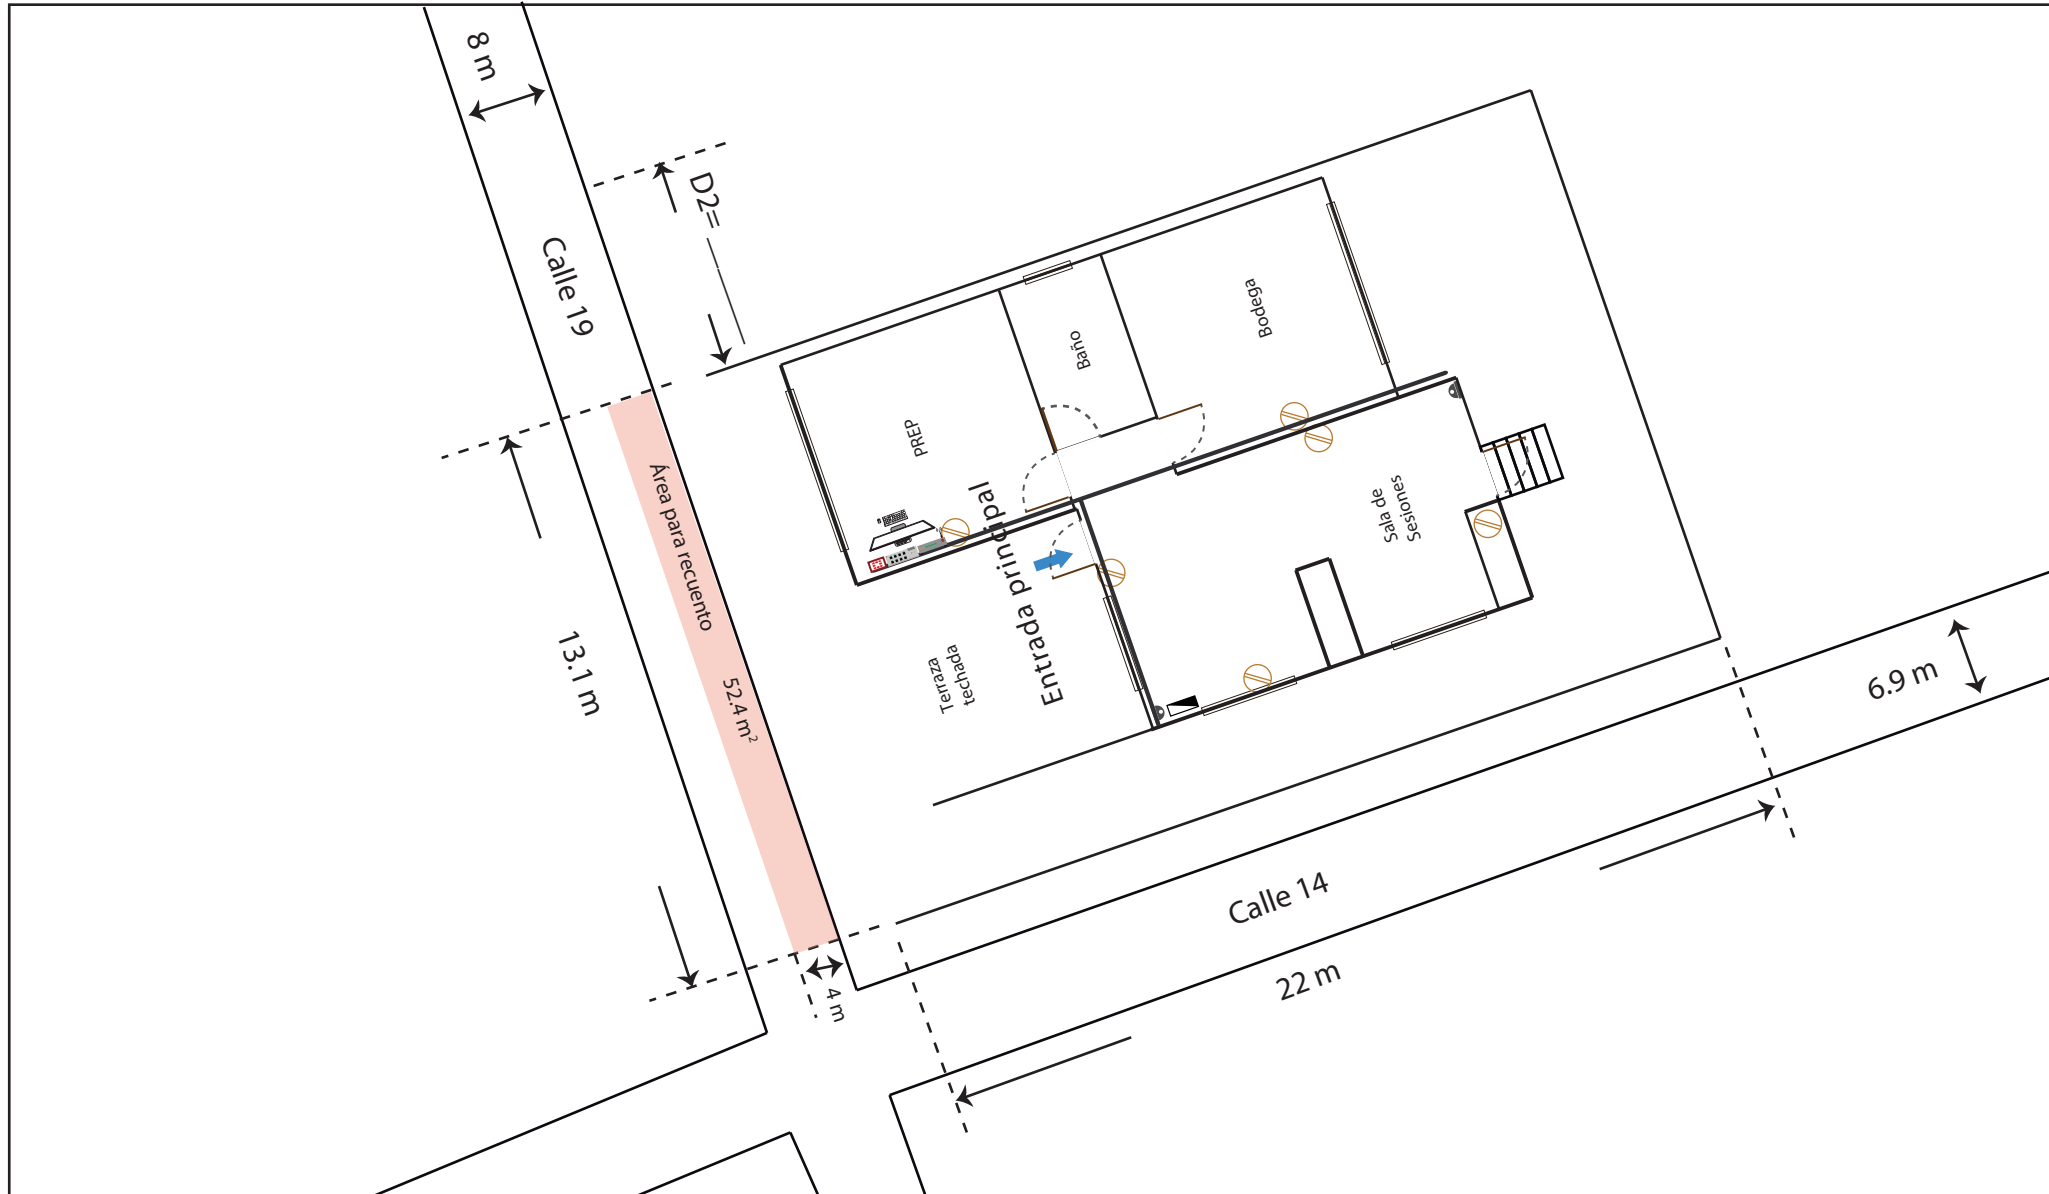 8 m
D2=
Calle 19
Baño
Bodega
PREP
Área para recuento
52.4 m²
13.1 m
Entrada principal
Terraza
techada
Sala de
Sesiones
6.9 m
Calle 14
22 m
4 m